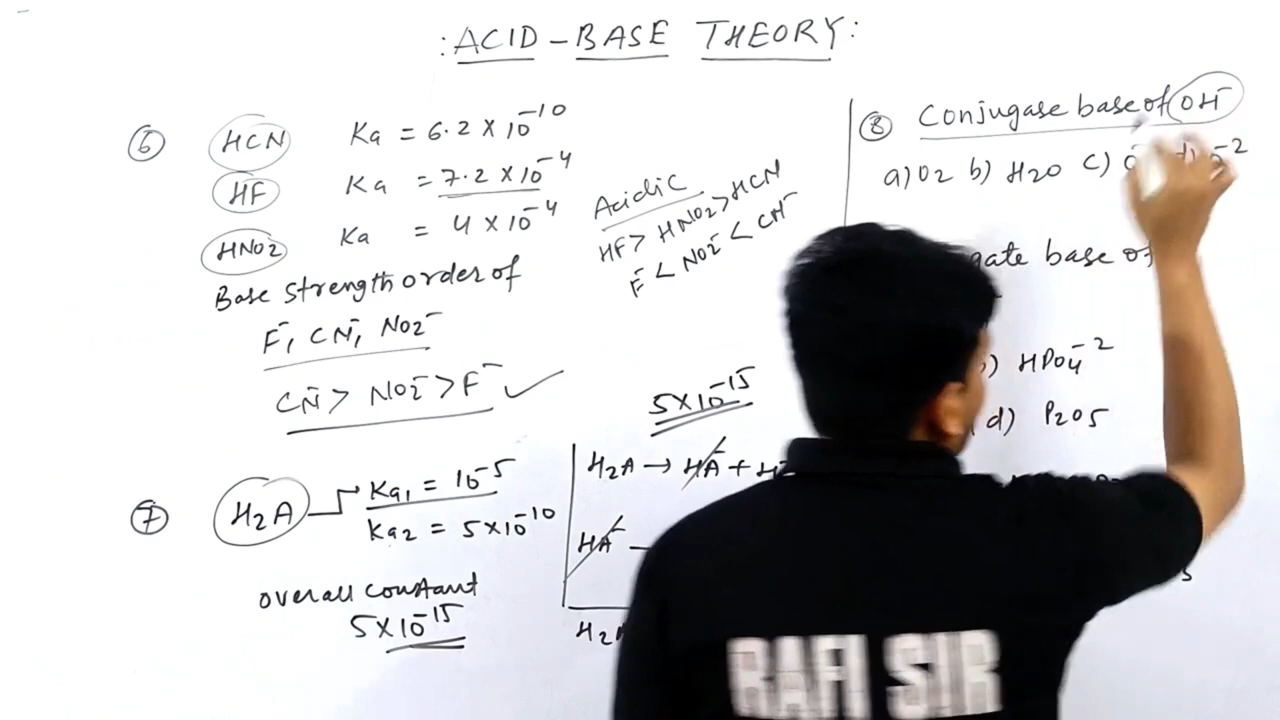 : ACID-BASE THEORY:
⑥ HCN Ka = 6.2 × 10⁻¹⁰
HF Ka = 7.2 × 10⁻⁴
HNO2 Ka = 4 × 10⁻⁴
Base strength order of
F⁻, CN⁻, NO2⁻
CN⁻ > NO2⁻ > F⁻ ✓
Acidic
HF > HNO2 > HCN
F⁻ < NO2⁻ < CN⁻
⑦ H2A Ka1 = 10⁻⁵
Ka2 = 5×10⁻¹⁰
overall constant
5×10⁻¹⁵
5×10⁻¹⁵
H2A → HA⁻ +
HA⁻
⑧ Conjugase base of OH⁻
a) O2 b) H2O c)
gate base of
) HPO4⁻²
d) P2O5
RAFI SIR